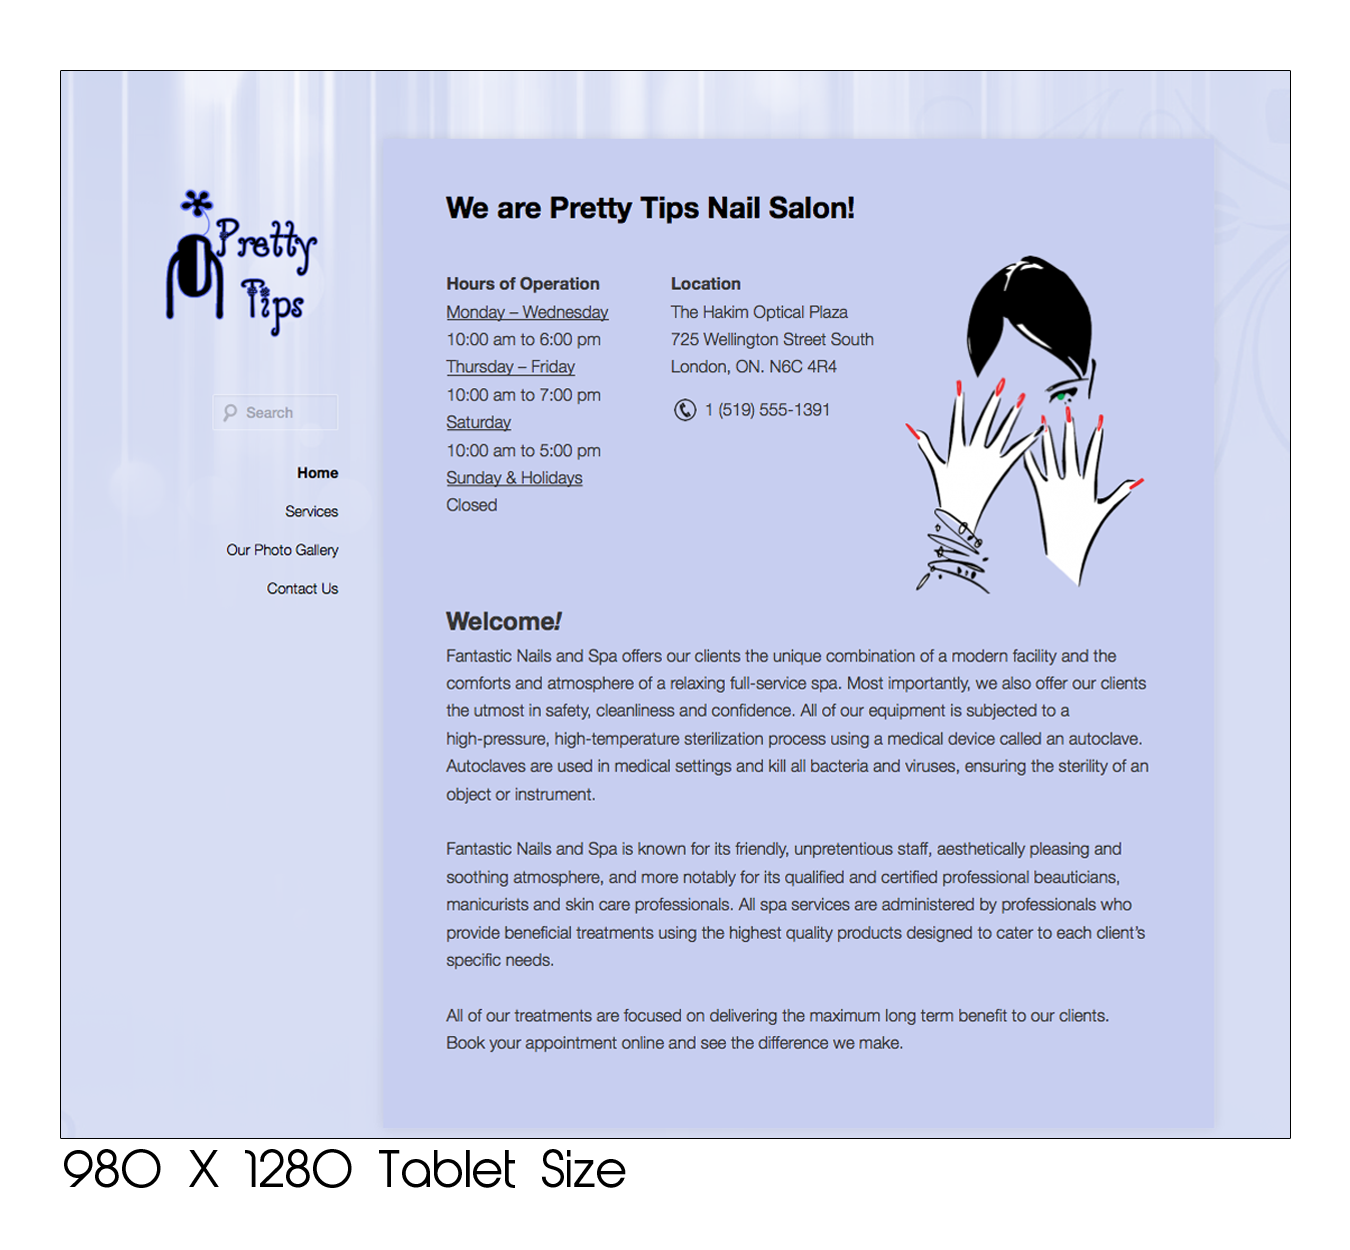 Pretty
Tips
Search
Home
Services
Our Photo Gallery
Contact Us
We are Pretty Tips Nail Salon!
Hours of Operation
Monday – Wednesday
10:00 am to 6:00 pm
Thursday – Friday
10:00 am to 7:00 pm
Saturday
10:00 am to 5:00 pm
Sunday & Holidays
Closed
Location
The Hakim Optical Plaza
725 Wellington Street South
London, ON. N6C 4R4
1 (519) 555-1391
Welcome!
Fantastic Nails and Spa offers our clients the unique combination of a modern facility and the
comforts and atmosphere of a relaxing full-service spa. Most importantly, we also offer our clients
the utmost in safety, cleanliness and confidence. All of our equipment is subjected to a
high-pressure, high-temperature sterilization process using a medical device called an autoclave.
Autoclaves are used in medical settings and kill all bacteria and viruses, ensuring the sterility of an
object or instrument.
Fantastic Nails and Spa is known for its friendly, unpretentious staff, aesthetically pleasing and
soothing atmosphere, and more notably for its qualified and certified professional beauticians,
manicurists and skin care professionals. All spa services are administered by professionals who
provide beneficial treatments using the highest quality products designed to cater to each client’s
specific needs.
All of our treatments are focused on delivering the maximum long term benefit to our clients.
Book your appointment online and see the difference we make.
980 X 1280 Tablet Size